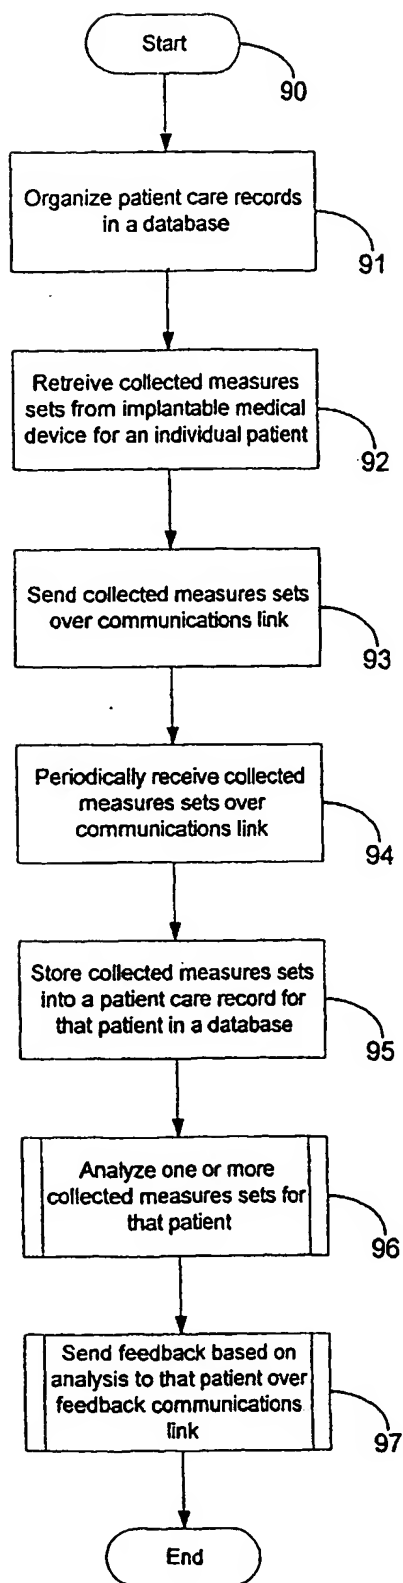 Start
90
Organize patient care records
in a database
91
Retreive collected measures
sets from implantable medical
device for an individual patient
92
Send collected measures sets
over communications link
93
Periodically receive collected
measures sets over
communications link
94
Store collected measures sets
into a patient care record for
that patient in a database
95
Analyze one or more
collected measures sets for
that patient
96
Send feedback based on
analysis to that patient over
feedback communications
link
97
End